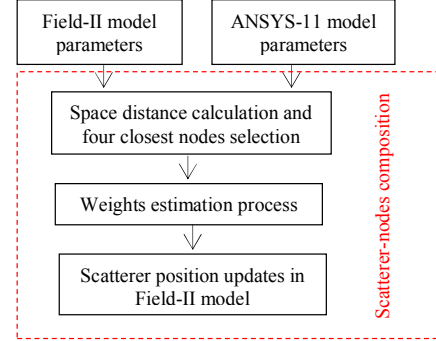 Field-II model
parameters
ANSYS-11 model
parameters
Space distance calculation and
four closest nodes selection
Weights estimation process
Scatterer position updates in
Field-II model
Scatterer-nodes composition